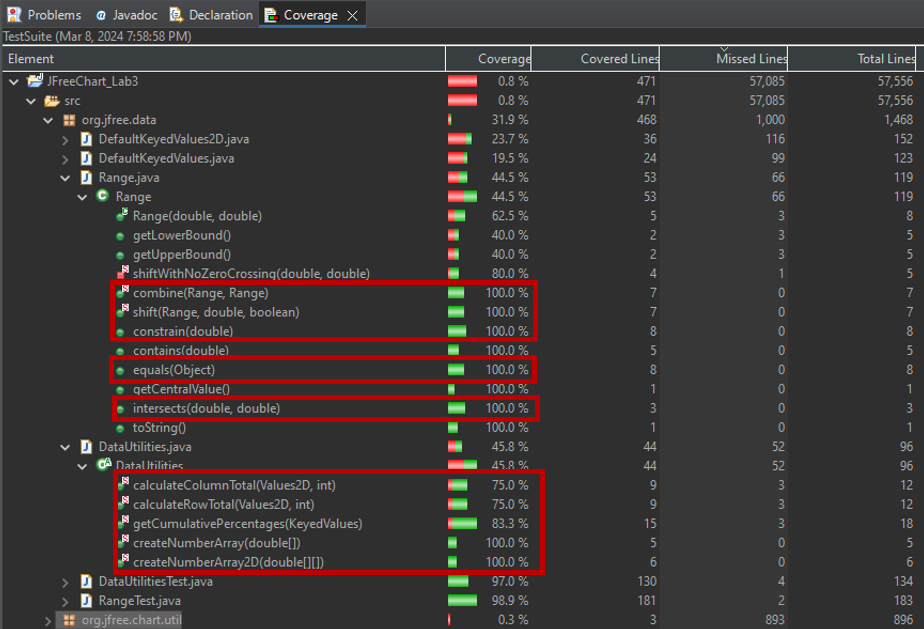 Problems Javadoc Declaration Coverage
TestSuite (Mar 8, 2024 7:58:58 PM)
Element Coverage Covered Lines Missed Lines Total Lines
JFreeChart_Lab3 0.8 % 471 57,085 57,556
src 0.8 % 471 57,085 57,556
org.jfree.data 31.9 % 468 1,000 1,468
DefaultKeyedValues2D.java 23.7 % 36 116 152
DefaultKeyedValues.java 19.5 % 24 99 123
Range.java 44.5 % 53 66 119
Range 44.5 % 53 66 119
Range(double, double) 62.5 % 5 3 8
getLowerBound() 40.0 % 2 3 5
getUpperBound() 40.0 % 2 3 5
shiftWithNoZeroCrossing(double, double) 80.0 % 4 1 5
combine(Range, Range) 100.0 % 7 0 7
shift(Range, double, boolean) 100.0 % 7 0 7
constrain(double) 100.0 % 8 0 8
contains(double) 100.0 % 5 0 5
equals(Object) 100.0 % 8 0 8
getCentralValue() 100.0 % 1 0 1
intersects(double, double) 100.0 % 3 0 3
toString() 100.0 % 1 0 1
DataUtilities.java 45.8 % 44 52 96
DataUtilities 45.8 % 44 52 96
calculateColumnTotal(Values2D, int) 75.0 % 9 3 12
calculateRowTotal(Values2D, int) 75.0 % 9 3 12
getCumulativePercentages(KeyedValues) 83.3 % 15 3 18
createNumberArray(double[]) 100.0 % 5 0 5
createNumberArray2D(double[][]) 100.0 % 6 0 6
DataUtilitiesTest.java 97.0 % 130 4 134
RangeTest.java 98.9 % 181 2 183
org.jfree.chart.util 0.3 % 3 893 896